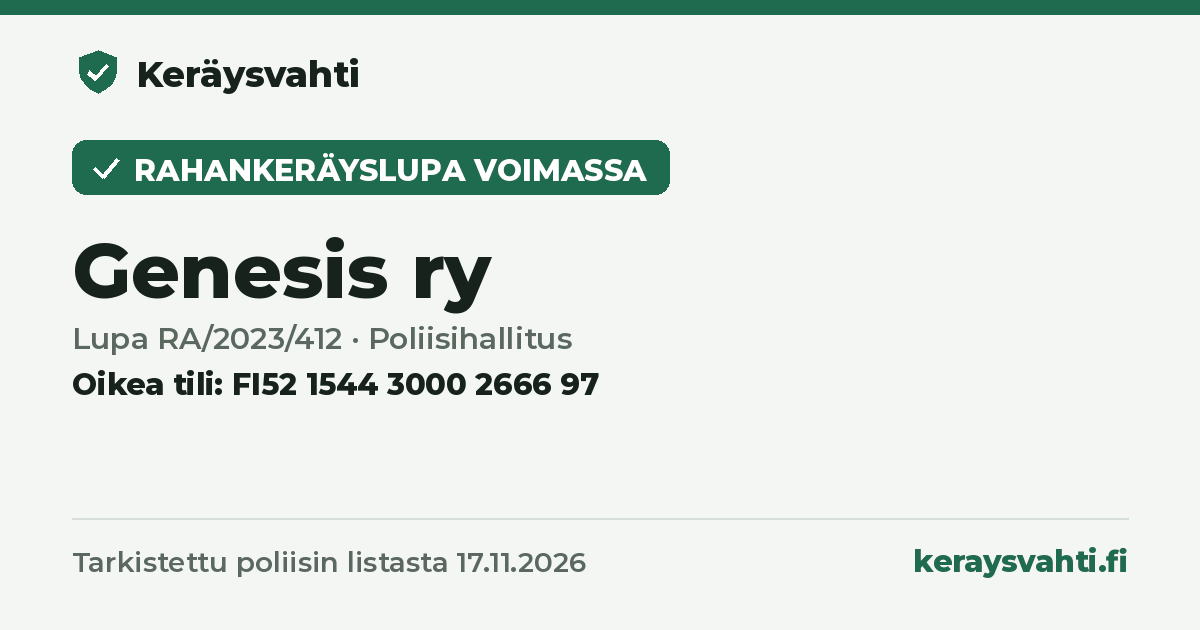 Keräysvahti
RAHANKERÄYSLUPA VOIMASSA
Genesis ry
Lupa RA/2023/412 · Poliisihallitus
Oikea tili: FI52 1544 3000 2666 97
Tarkistettu poliisin listasta 17.11.2026
keraysvahti.fi